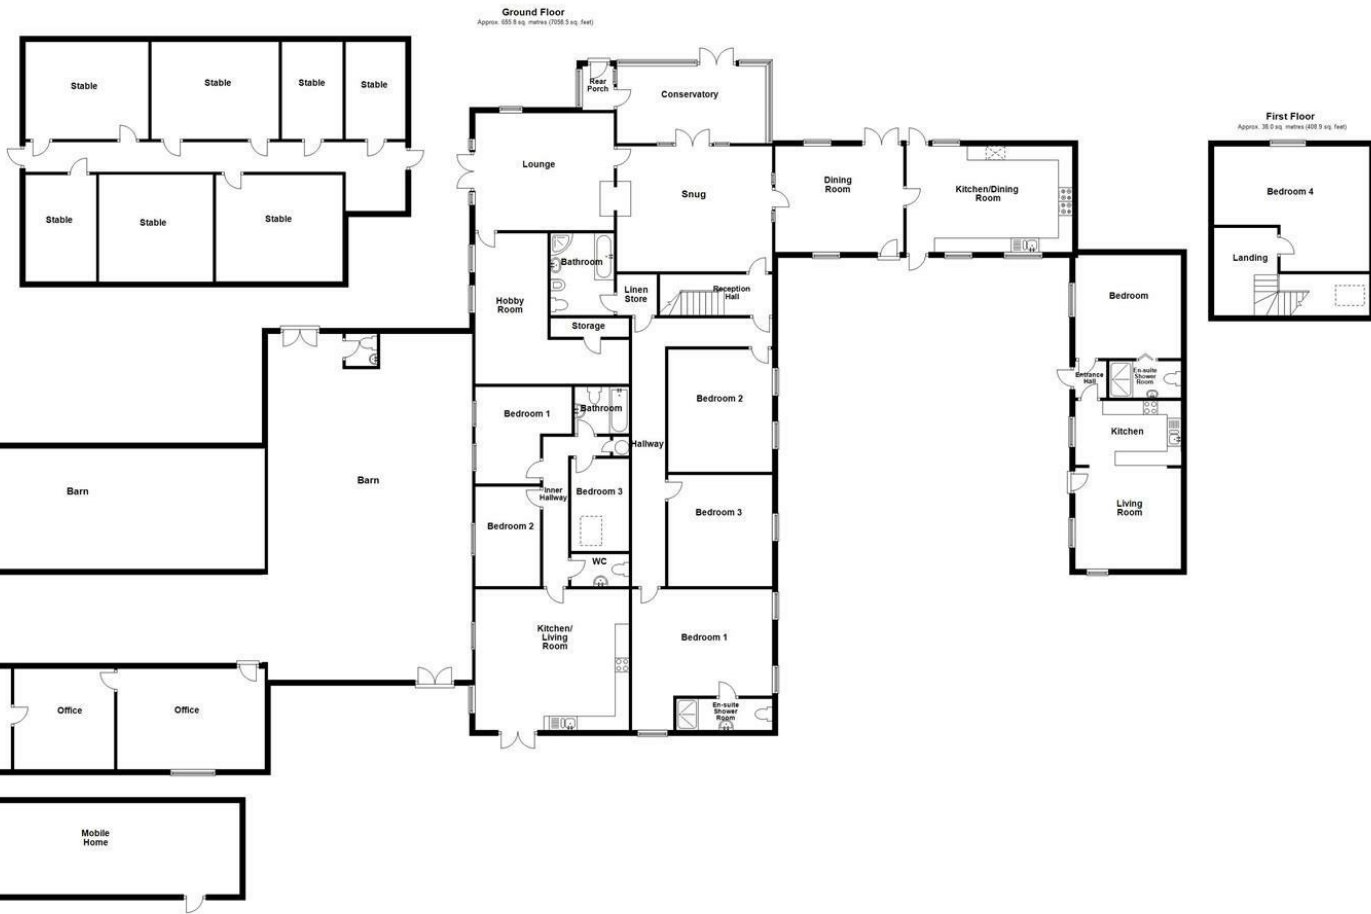 Ground Floor
Approx. 655.8 sq. metres (7058.5 sq. feet)
Stable
Stable
Stable
Stable
Stable
Stable
Stable
Rear
Porch
Conservatory
Lounge
Snug
Dining
Room
Kitchen/Dining
Room
First Floor
Approx. 38.0 sq. metres (408.9 sq. feet)
Bedroom 4
Landing
Bathroom
Linen
Store
Reception
Hall
Hobby
Room
Storage
Bedroom
Entrance
Hall
En-suite
Shower
Room
Kitchen
Living
Room
Bedroom 1
Bathroom
Bedroom 2
Hallway
Barn
Barn
Bedroom 3
Inner
Hallway
Bedroom 2
Bedroom 3
WC
Kitchen/
Living
Room
Bedroom 1
En-suite
Shower
Room
Office
Office
Mobile
Home